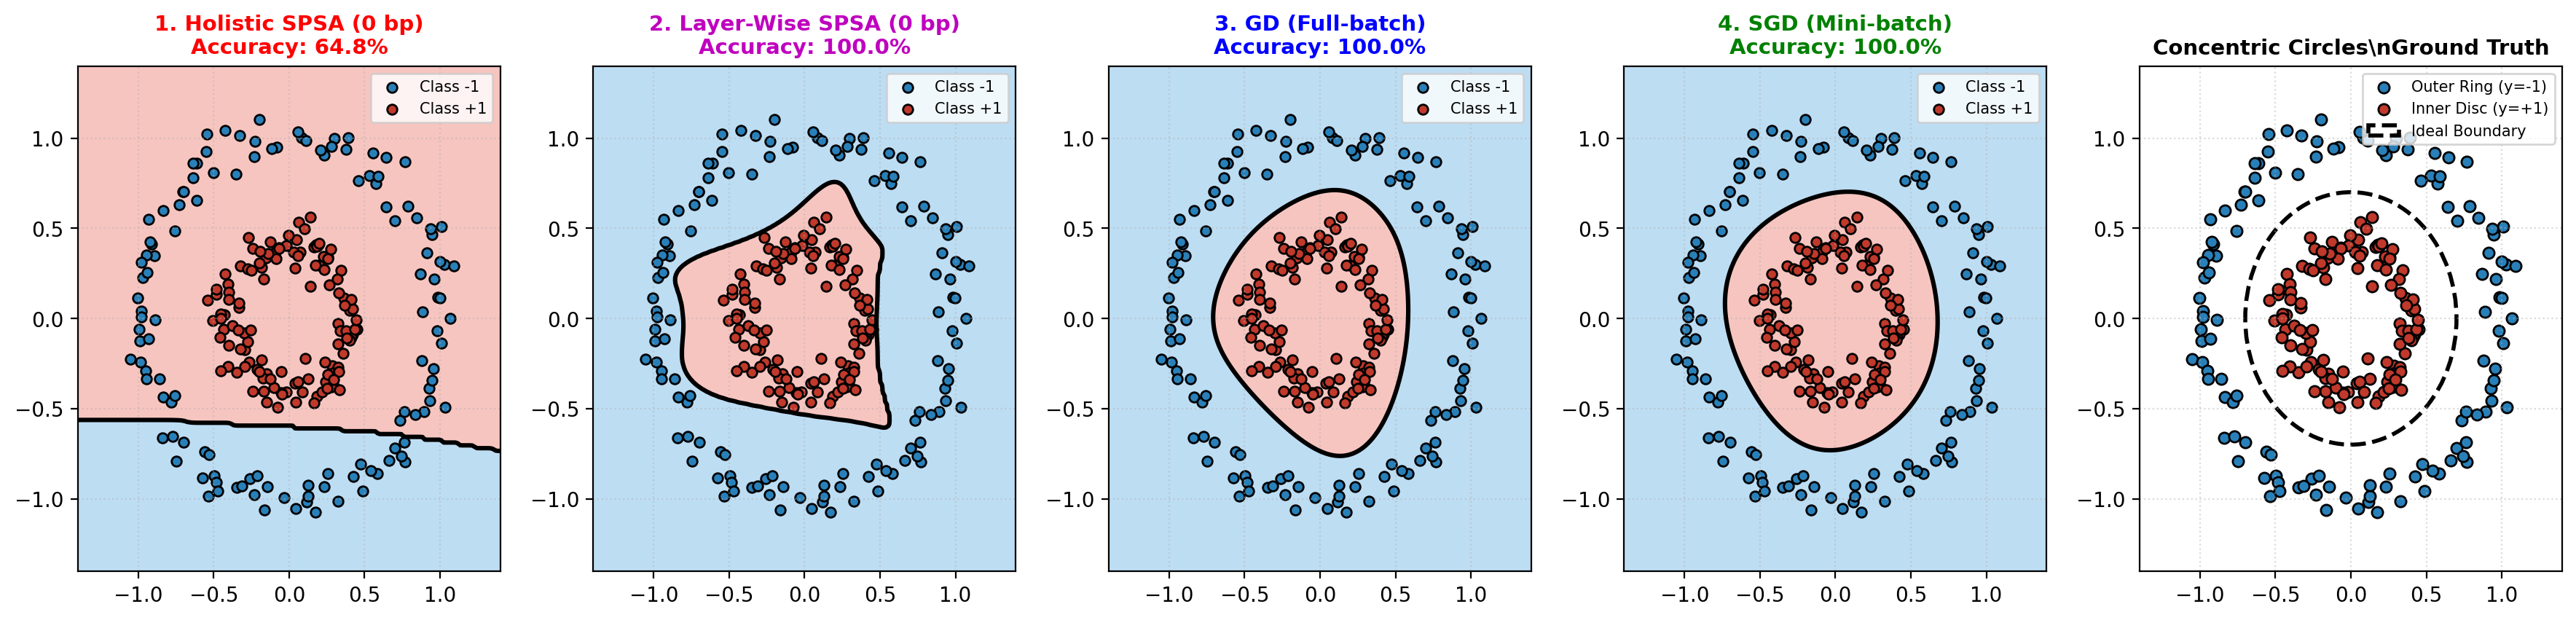 1. Holistic SPSA (0 bp)
Accuracy: 64.8%
Class -1
Class +1
1.0
0.5
0.0
−0.5
−1.0
−1.0 −0.5 0.0 0.5 1.0
2. Layer-Wise SPSA (0 bp)
Accuracy: 100.0%
Class -1
Class +1
1.0
0.5
0.0
−0.5
−1.0
−1.0 −0.5 0.0 0.5 1.0
3. GD (Full-batch)
Accuracy: 100.0%
Class -1
Class +1
1.0
0.5
0.0
−0.5
−1.0
−1.0 −0.5 0.0 0.5 1.0
4. SGD (Mini-batch)
Accuracy: 100.0%
Class -1
Class +1
1.0
0.5
0.0
−0.5
−1.0
−1.0 −0.5 0.0 0.5 1.0
Concentric Circles\nGround Truth
Outer Ring (y=-1)
Inner Disc (y=+1)
Ideal Boundary
1.0
0.5
0.0
−0.5
−1.0
−1.0 −0.5 0.0 0.5 1.0